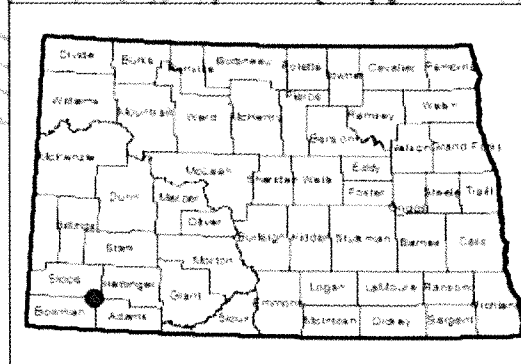 Divide Burke Renville Bottineau Rolette Towner Cavalier Pembina
Williams Mountrail Ward McHenry Pierce Ramsey Walsh
Benson Nelson Grand Forks
McKenzie McLean Eddy
Dunn Mercer Sheridan Wells Foster Griggs Steele Traill
Billings Oliver
Stark Morton Burleigh Kidder Stutsman Barnes Cass
Slope Hettinger Grant Logan LaMoure Ransom
Bowman Adams Sioux Emmons McIntosh Dickey Sargent Richland